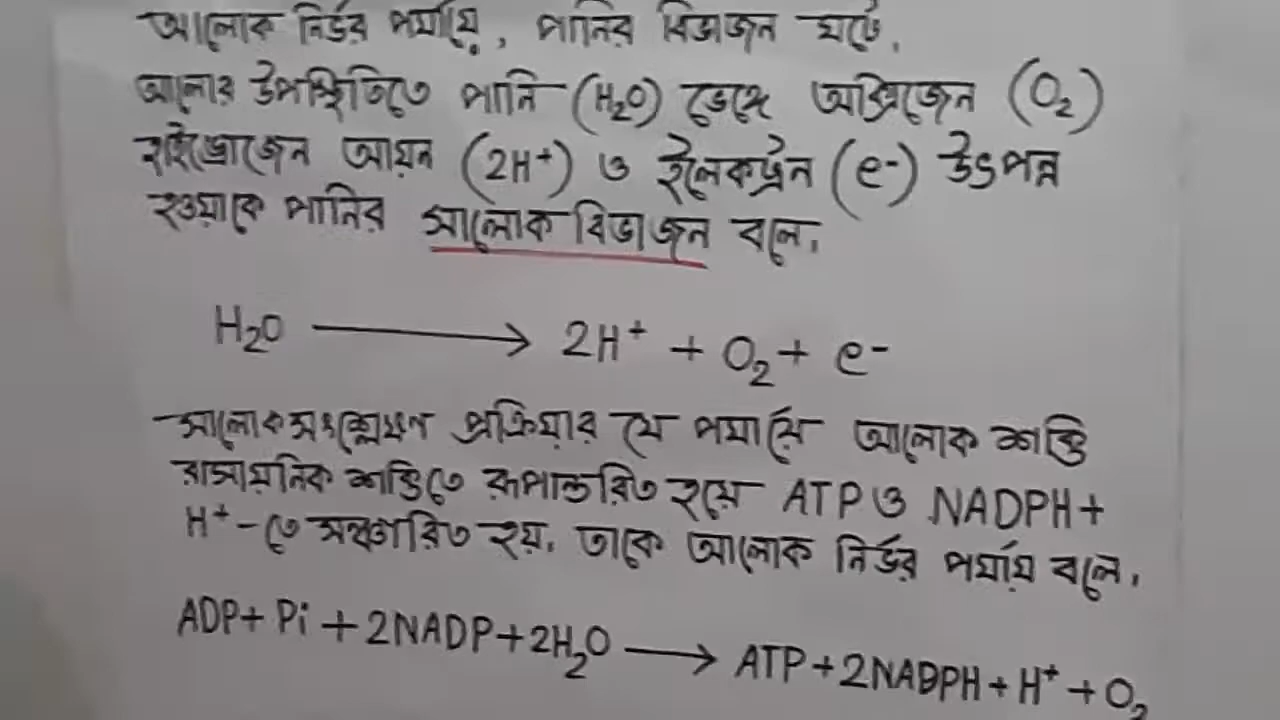 আলোক নির্ভর পর্যায়ে, পানির বিভাজন ঘটে,
আলোর উপস্থিতিতে পানি (H₂O) ভেঙ্গে অক্সিজেন (O₂)
হাইড্রোজেন আয়ন (2H⁺) ও ইলেকট্রন (e⁻) উৎপন্ন
হওয়াকে পানির সালোক বিভাজন বলে,
H₂O ⟶ 2H⁺ + O₂ + e⁻
সালোকসংশ্লেষণ প্রক্রিয়ার যে পর্যায়ে আলোক শক্তি
রাসায়নিক শক্তিতে রূপান্তরিত হয়ে ATP ও NADPH+
H⁺-তে সঞ্চারিত হয়, তাকে আলোক নির্ভর পর্যায় বলে,
ADP+ Pi + 2NADP+2H₂O ⟶ ATP+2NADPH+H⁺+O₂